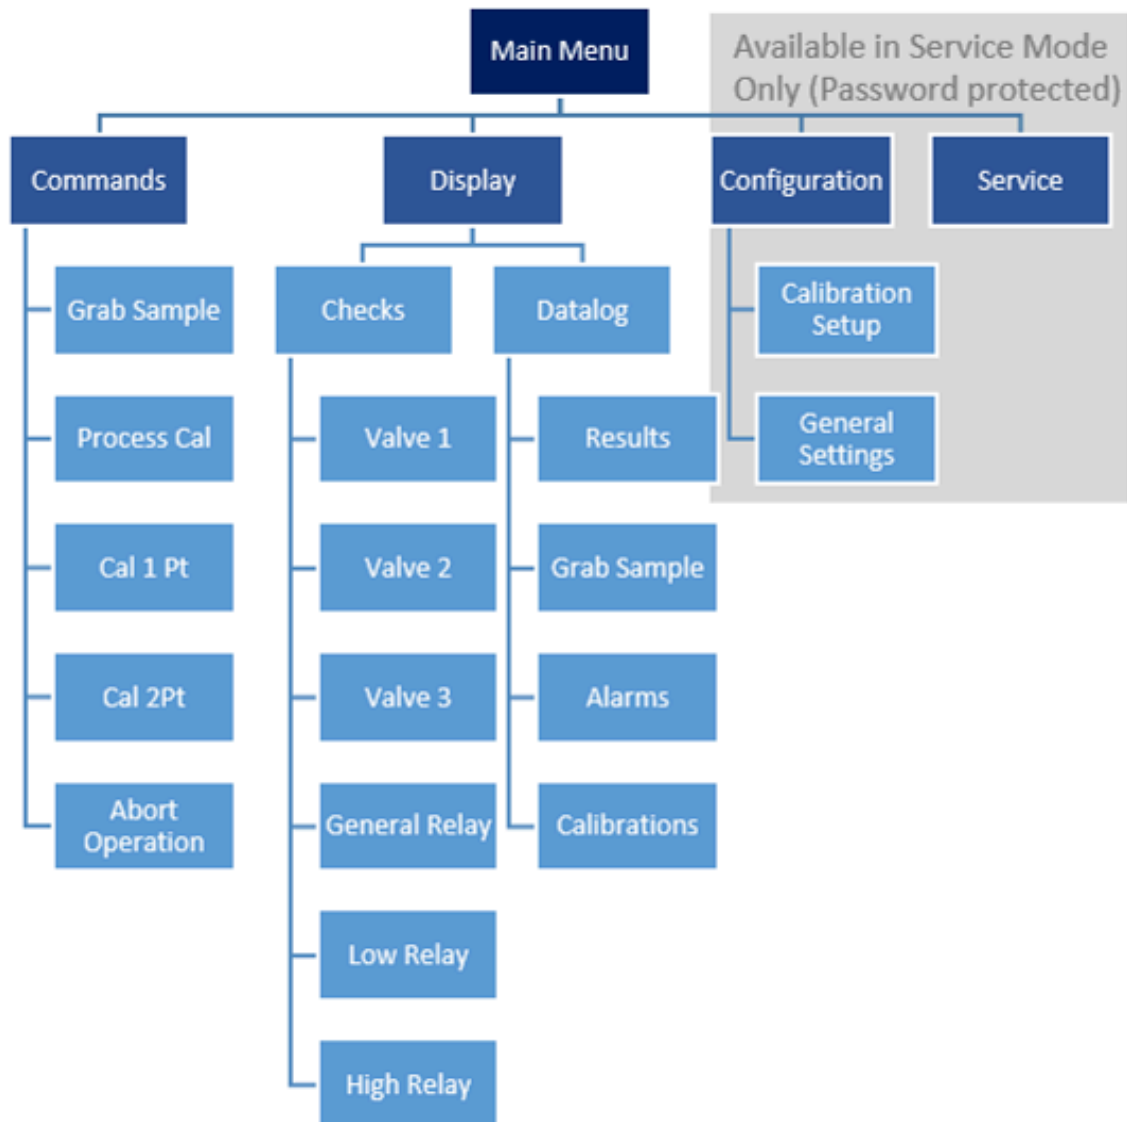 Main Menu
Available in Service Mode
Only (Password protected)
Commands
Display
Configuration
Service
Grab Sample
Checks
Datalog
Calibration
Setup
Process Cal
Valve 1
Results
General
Settings
Cal 1 Pt
Valve 2
Grab Sample
Cal 2Pt
Valve 3
Alarms
Abort
Operation
General Relay
Calibrations
Low Relay
High Relay